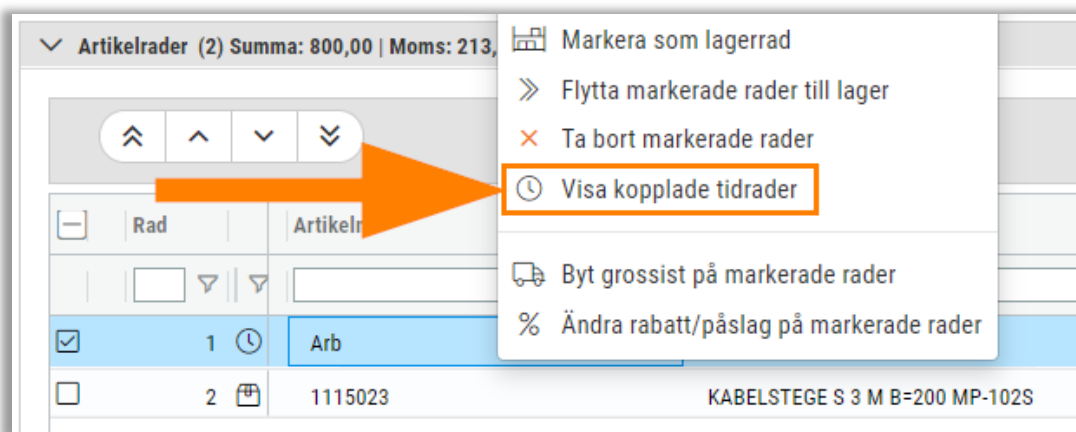 Artikelrader (2) Summa: 800,00 | Moms: 213,
Markera som lagerrad
Flytta markerade rader till lager
Ta bort markerade rader
Visa kopplade tidrader
Byt grossist på markerade rader
% Ändra rabatt/påslag på markerade rader
Rad
1 Arb
2 1115023 KABELSTEGE S 3 M B=200 MP-102S